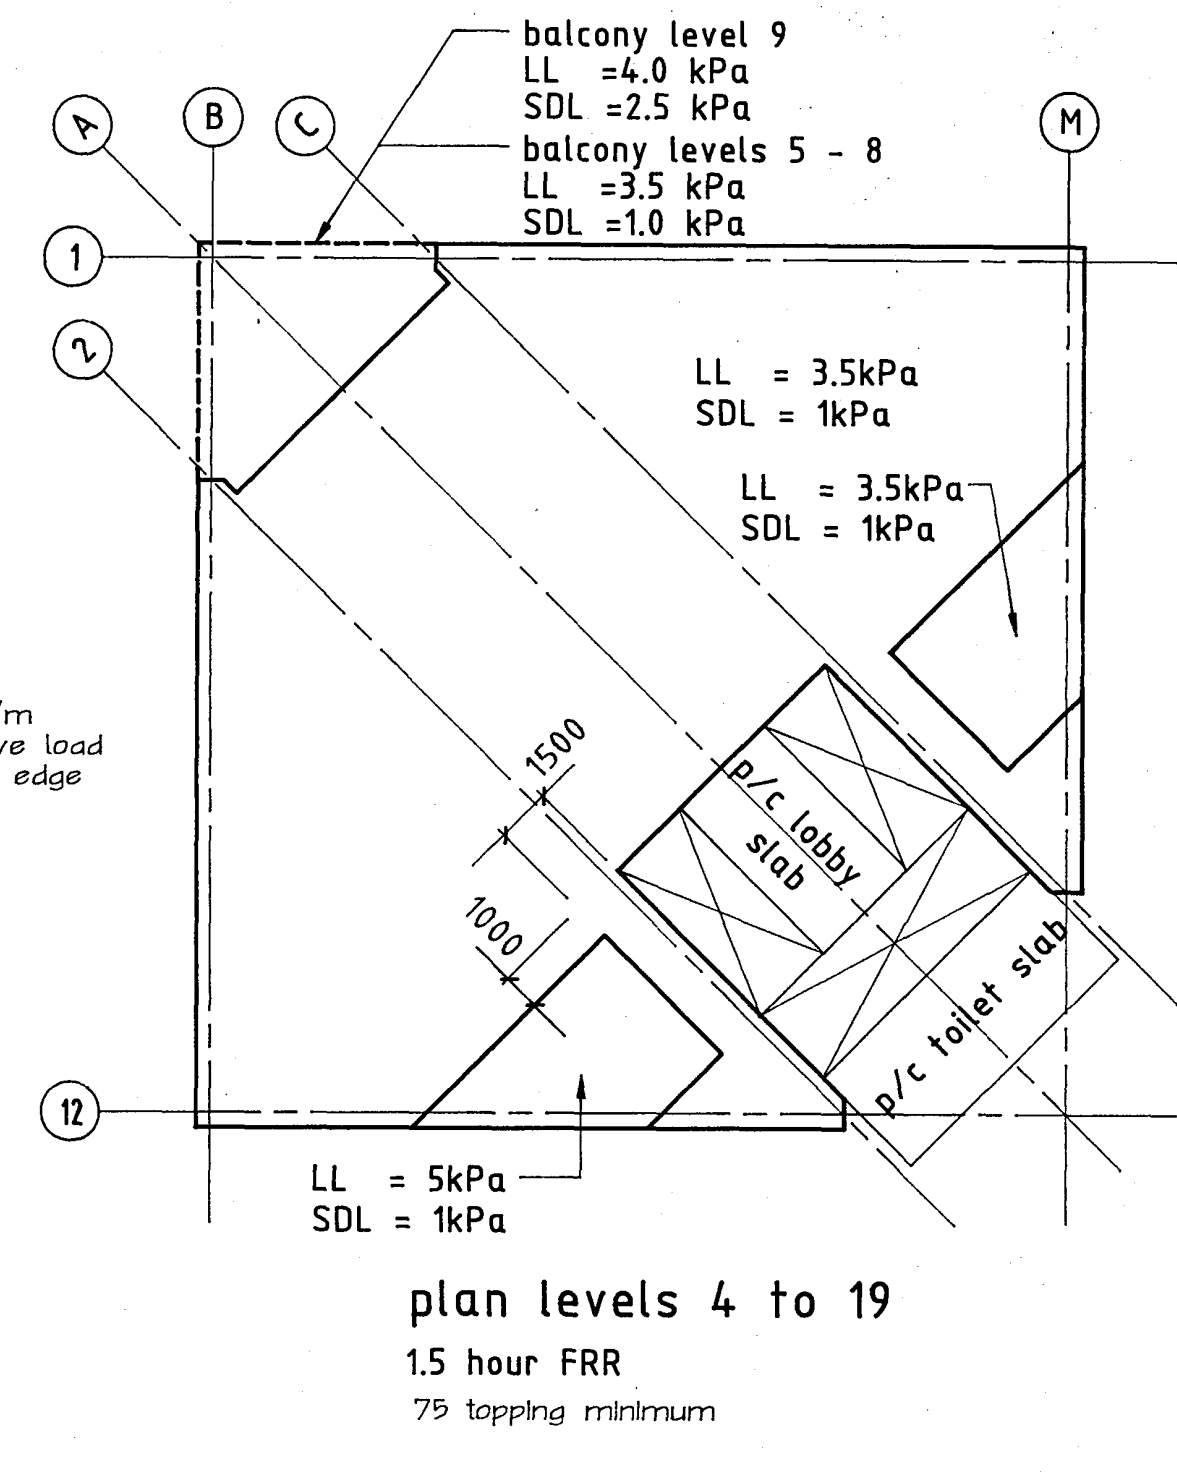 balcony level 9
LL =4.0 kPa
SDL =2.5 kPa
balcony levels 5 - 8
LL =3.5 kPa
SDL =1.0 kPa
A
B
C
M
1
2
LL = 3.5kPa
SDL = 1kPa
LL = 3.5kPa
SDL = 1kPa
/m
ve load
edge
1500
p/c lobby
slab
1000
p/c toilet slab
12
LL = 5kPa
SDL = 1kPa
plan levels 4 to 19
1.5 hour FRR
75 topping minimum